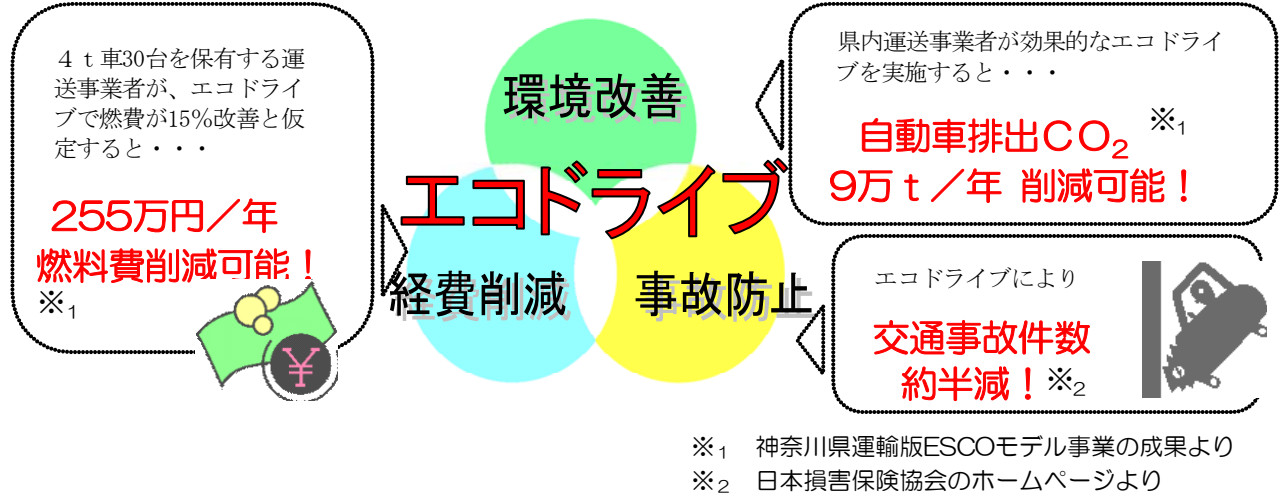 ４ｔ車30台を保有する運
送事業者が、エコドライ
ブで燃費が15%改善と仮
定すると・・・
255万円／年
燃料費削減可能！
※1
¥
環境改善
エコドライブ
経費削減
事故防止
県内運送事業者が効果的なエコドライ
ブを実施すると・・・
自動車排出ＣＯ2 ※1
9万ｔ／年 削減可能！
エコドライブにより
交通事故件数
約半減！※2
※1 神奈川県運輸版ESCOモデル事業の成果より
※2 日本損害保険協会のホームページより